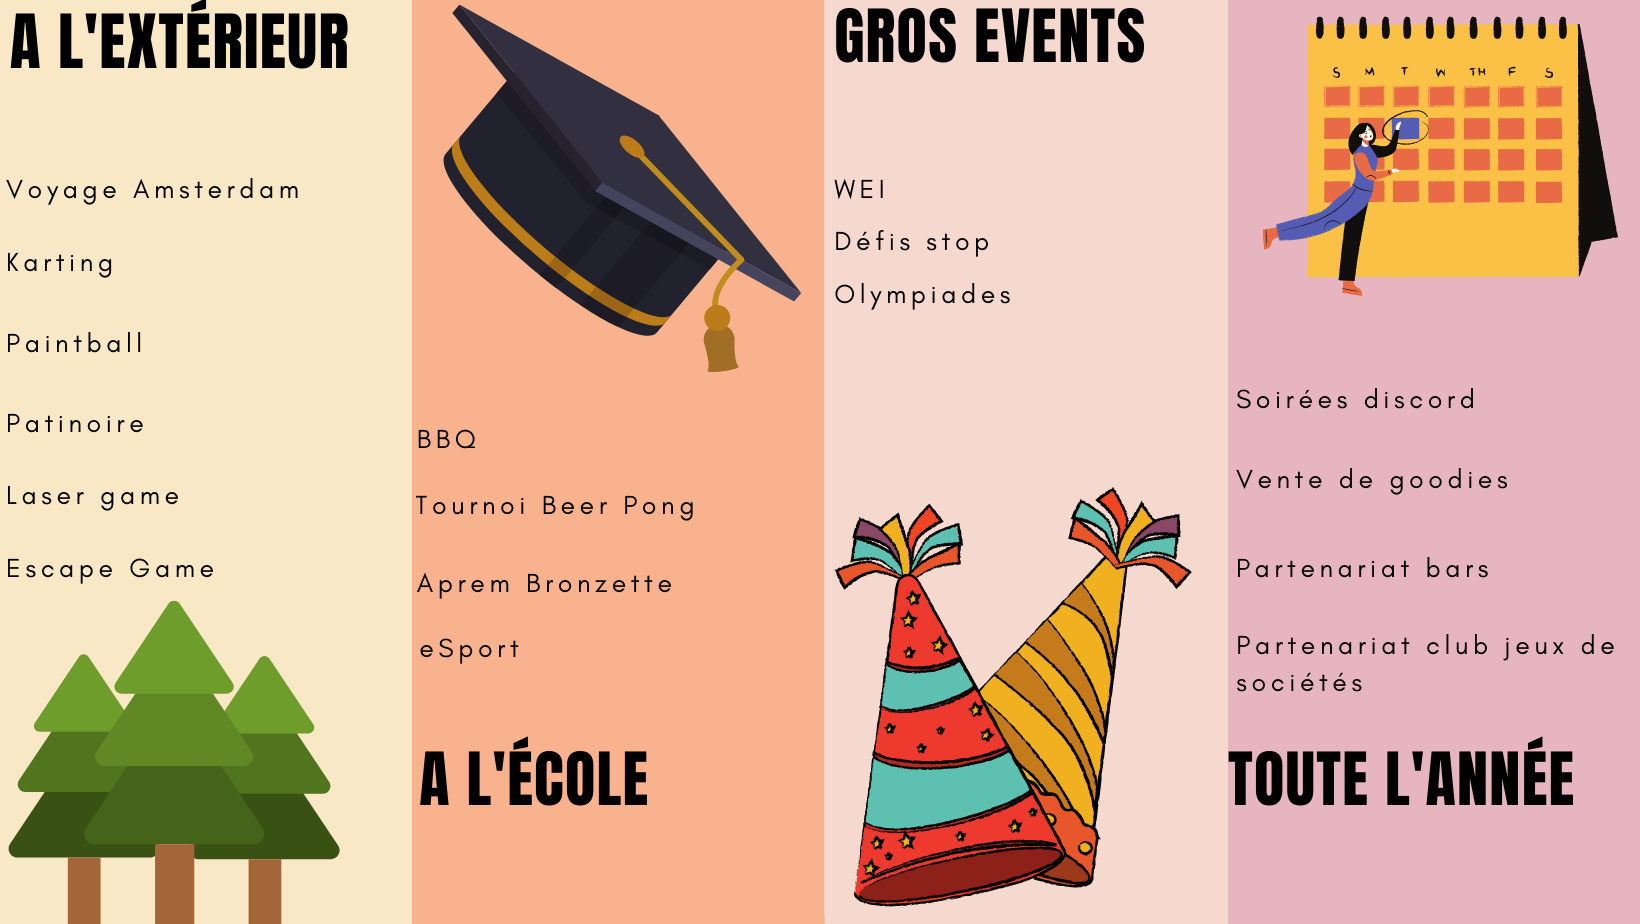 A L'EXTÉRIEUR
Voyage Amsterdam
Karting
Paintball
Patinoire
Laser game
Escape Game
BBQ
Tournoi Beer Pong
Aprem Bronzette
eSport
A L'ÉCOLE
GROS EVENTS
WEI
Défis stop
Olympiades
S M T W TH F S
Soirées discord
Vente de goodies
Partenariat bars
Partenariat club jeux de
sociétés
TOUTE L'ANNÉE